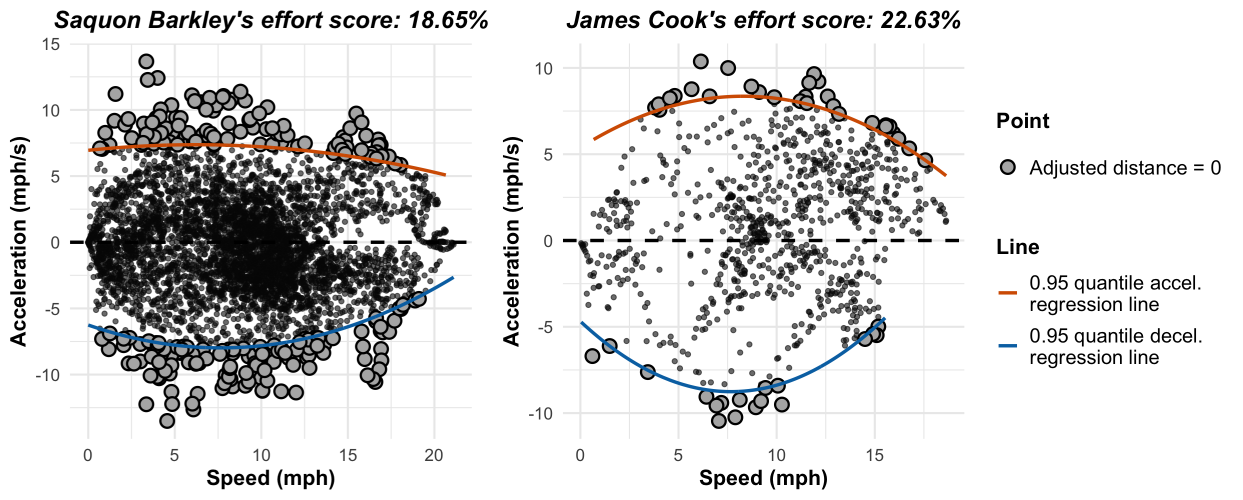 Saquon Barkley's effort score: 18.65%
15
10
5
0
-5
-10
0
5
10
15
20
Acceleration (mph/s)
Speed (mph)
James Cook's effort score: 22.63%
10
5
0
-5
-10
0
5
10
15
Acceleration (mph/s)
Speed (mph)
Point
Adjusted distance = 0
Line
0.95 quantile accel.
regression line
0.95 quantile decel.
regression line